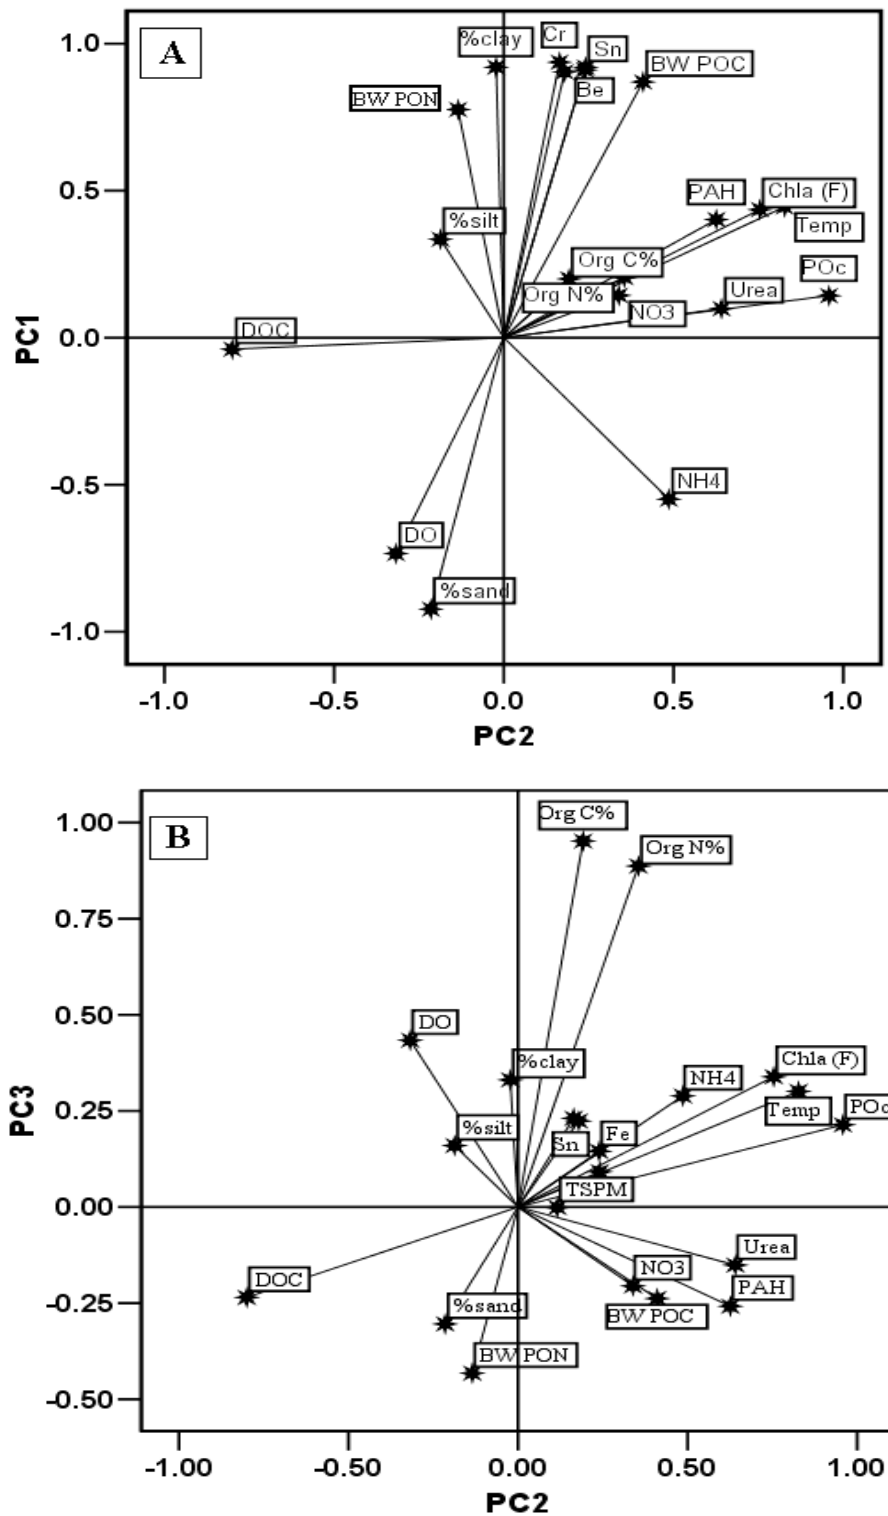 A
1.0
%clay
Cr
Sn
BW POC
Be
BW PON
0.5
PAH
Chla (F)
%silt
Temp
Org C%
POc
Org N%
Urea
NO3
DOC
0.0
PC1
NH4
-0.5
DO
%sand
-1.0
-1.0
-0.5
0.0
0.5
1.0
PC2
B
1.00
Org C%
Org N%
0.75
0.50
DO
%clay
Chla (F)
NH4
0.25
Temp
POc
%silt
Fe
Sn
PC3
TSPM
0.00
Urea
NO3
DOC
PAH
-0.25
%sand
BW POC
BW PON
-0.50
-1.00
-0.50
0.00
0.50
1.00
PC2